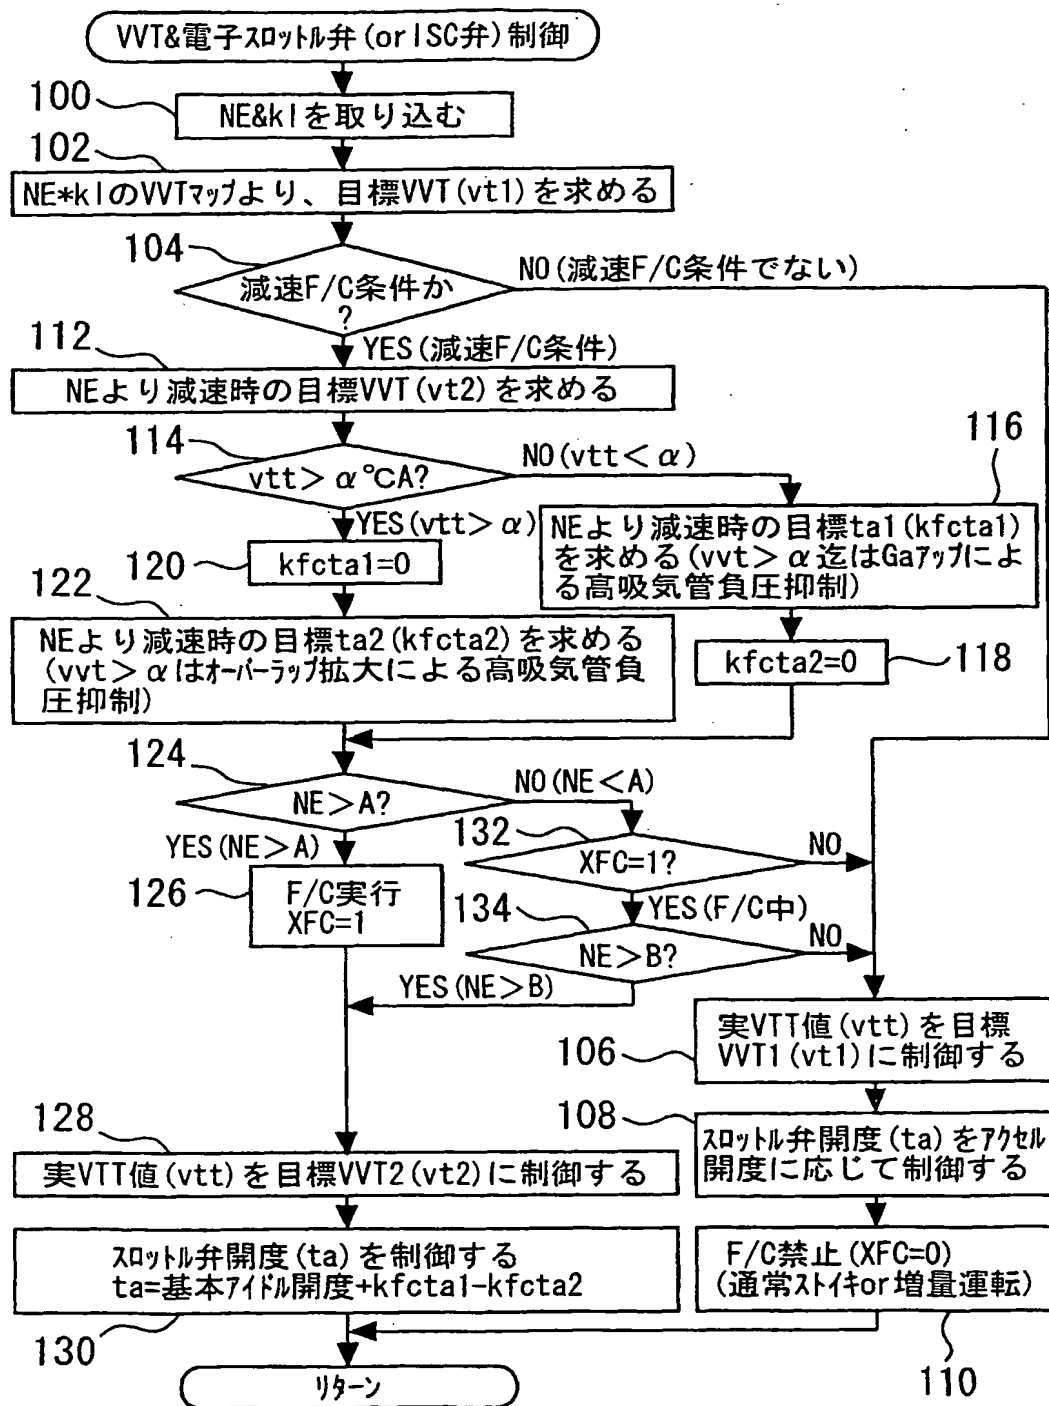 VVT&電子スロットル弁(orISC弁)制御
100
NE&klを取り込む
102
NE*klのVVTマップより、目標VVT(vt1)を求める
104
減速F/C条件か
?
NO(減速F/C条件でない)
YES(減速F/C条件)
112
NEより減速時の目標VVT(vt2)を求める
114
vtt>α℃A?
NO(vtt<α)
116
YES(vtt>α)
NEより減速時の目標ta1(kfcta1)
を求める(vvt>α迄はGaアップによ
る高吸気管負圧抑制)
120
kfcta1=0
122
NEより減速時の目標ta2(kfcta2)を求める
(vvt>αはオーバーラップ拡大による高吸気管負
圧抑制)
kfcta2=0
118
124
NE>A?
NO(NE<A)
YES(NE>A)
132
XFC=1?
NO
126
F/C実行
XFC=1
YES(F/C中)
134
NE>B?
NO
YES(NE>B)
106
実VTT値(vtt)を目標
VVT1(vt1)に制御する
108
スロットル弁開度(ta)をアクセル
開度に応じて制御する
128
実VTT値(vtt)を目標VVT2(vt2)に制御する
スロットル弁開度(ta)を制御する
ta=基本アイドル開度+kfcta1-kfcta2
130
F/C禁止(XFC=0)
(通常ストイキor増量運転)
110
リターン